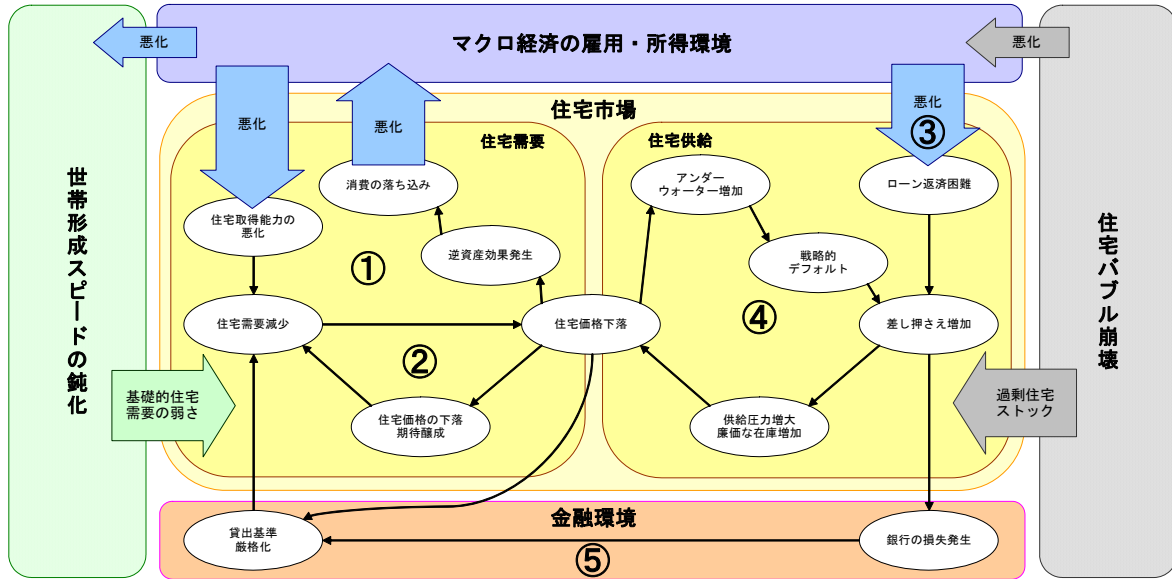 マクロ経済の雇用・所得環境
悪化
悪化
悪化
悪化
悪化
③
住宅市場
住宅需要
住宅供給
世帯形成スピードの鈍化
住宅バブル崩壊
消費の落ち込み
アンダー
ウォーター増加
ローン返済困難
住宅取得能力の
悪化
逆資産効果発生
戦略的
デフォルト
①
④
住宅需要減少
住宅価格下落
差し押さえ増加
②
基礎的住宅
需要の弱さ
過剰住宅
ストック
住宅価格の下落
期待醸成
供給圧力増大
廉価な在庫増加
金融環境
貸出基準
厳格化
銀行の損失発生
⑤